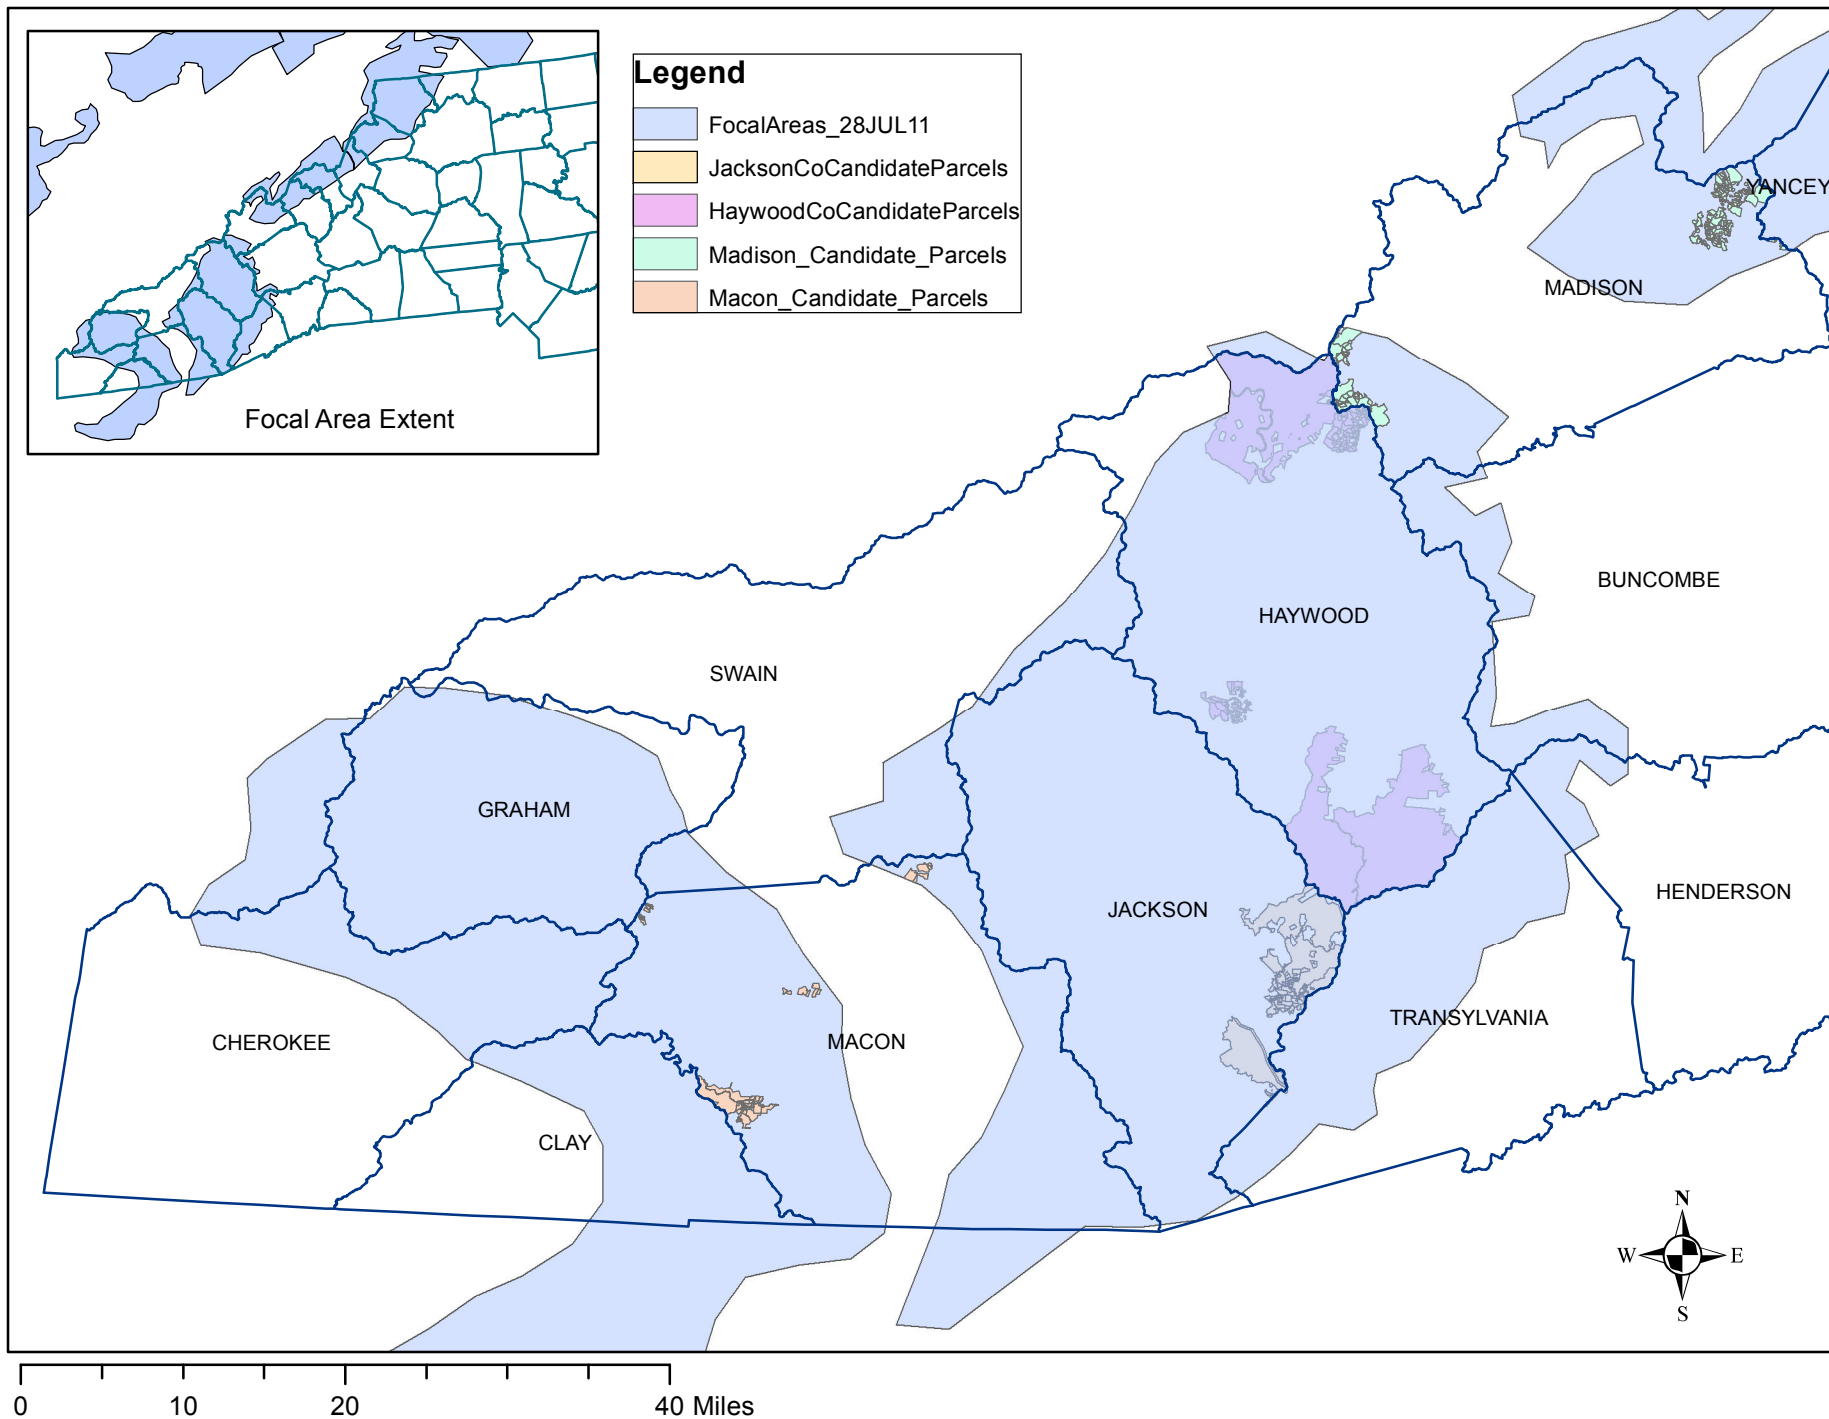 Focal Area Extent
Legend
FocalAreas_28JUL11
JacksonCoCandidateParcels
HaywoodCoCandidateParcels
Madison_Candidate_Parcels
Macon_Candidate_Parcels
YANCEY
MADISON
BUNCOMBE
HAYWOOD
SWAIN
GRAHAM
HENDERSON
JACKSON
TRANSYLVANIA
CHEROKEE
MACON
CLAY
N
W E
S
0 10 20 40 Miles